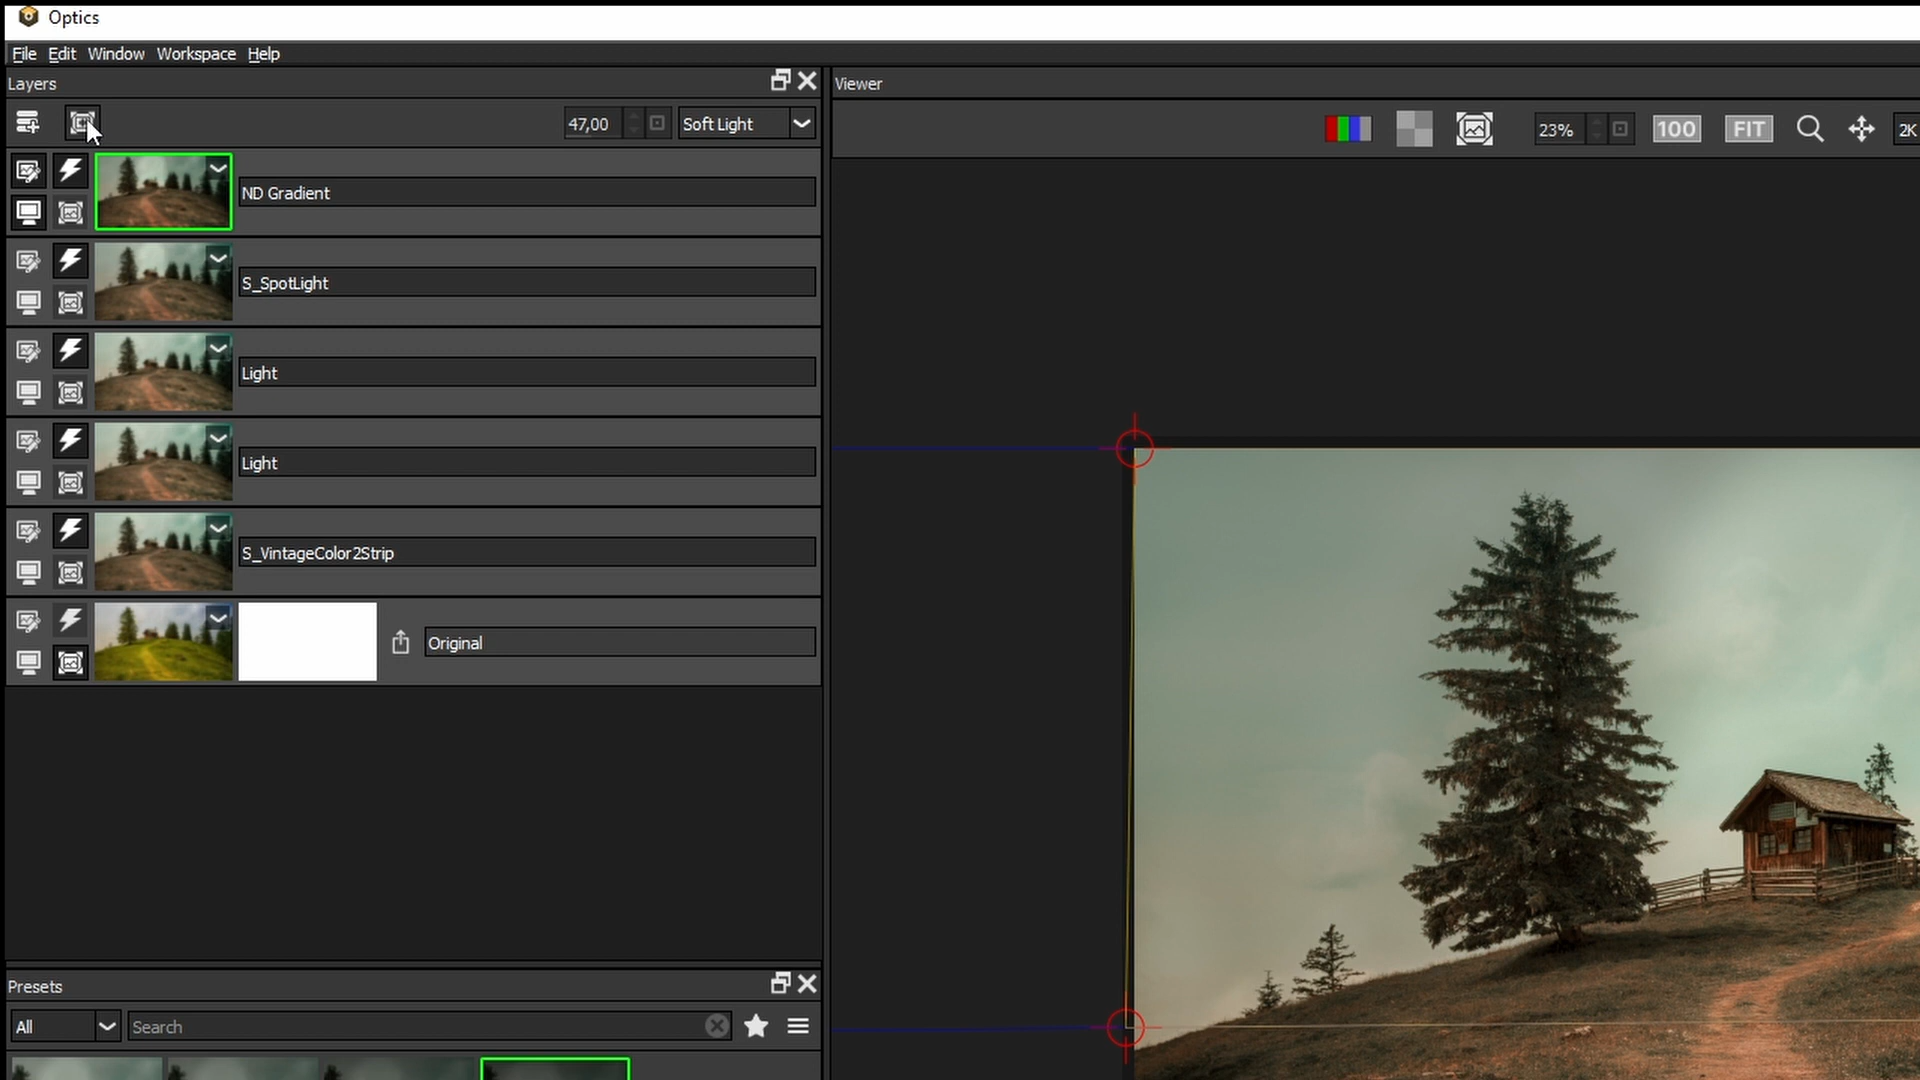 Optics
File Edit Window Workspace Help
Layers
Viewer
47,00
Soft Light
23%
100
FIT
2K
ND Gradient
S_SpotLight
Light
Light
S_VintageColor2Strip
Original
Presets
All
Search